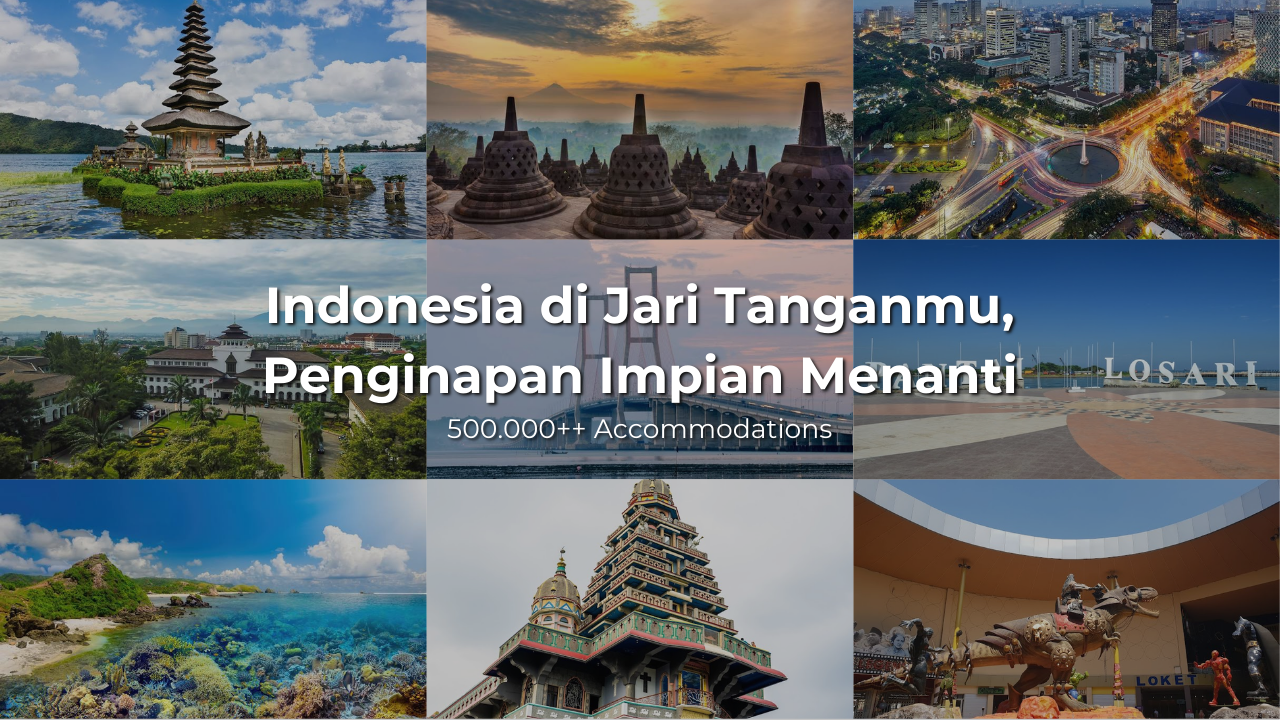 Indonesia di Jari Tanganmu,
Penginapan Impian Menanti
500.000++ Accommodations
LOSARI
LOKET